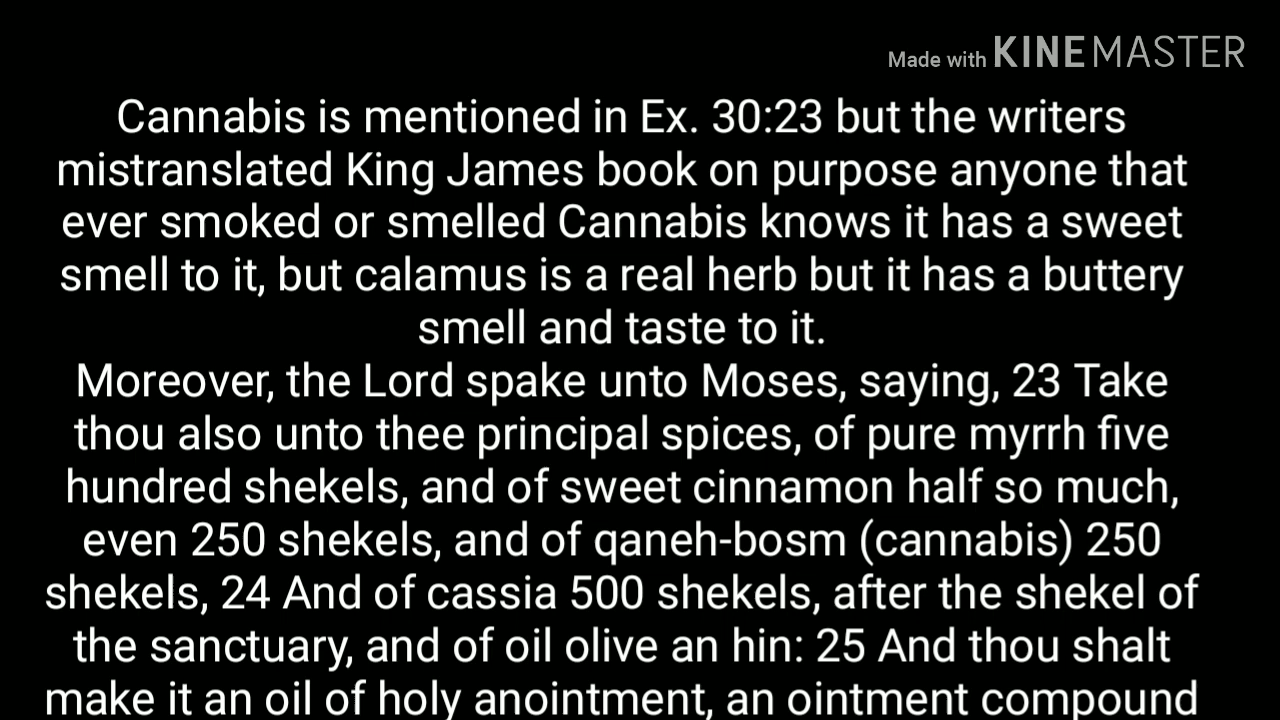 Made with KINEMASTER
Cannabis is mentioned in Ex. 30:23 but the writers
mistranslated King James book on purpose anyone that
ever smoked or smelled Cannabis knows it has a sweet
smell to it, but calamus is a real herb but it has a buttery
smell and taste to it.
Moreover, the Lord spake unto Moses, saying, 23 Take
thou also unto thee principal spices, of pure myrrh five
hundred shekels, and of sweet cinnamon half so much,
even 250 shekels, and of qaneh-bosm (cannabis) 250
shekels, 24 And of cassia 500 shekels, after the shekel of
the sanctuary, and of oil olive an hin: 25 And thou shalt
make it an oil of holy anointment, an ointment compound